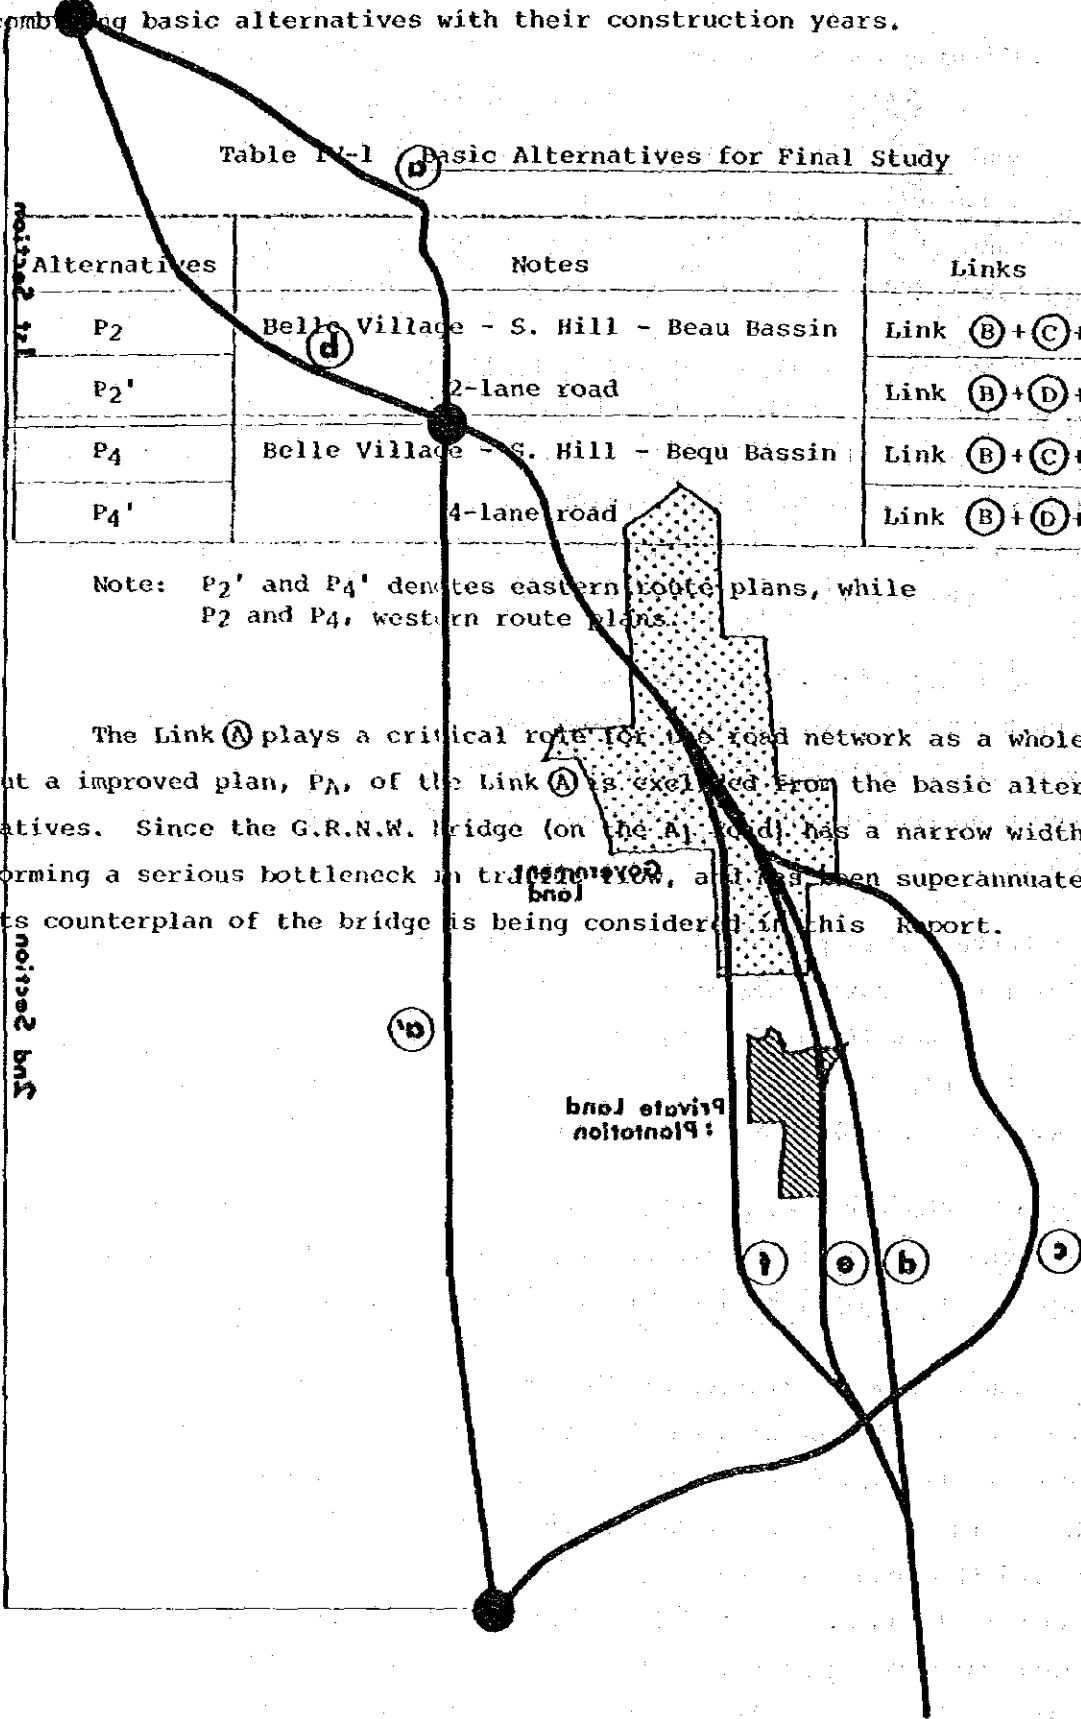 basic alternatives with their construction years.
Table IV-1 Basic Alternatives for Final Study
Alternatives Notes Links
P2 Belle Village - S. Hill - Beau Bassin Link (B)+(C)+
P2' 2-lane road Link (B)+(D)+
P4 Belle Village - S. Hill - Bequ Bassin Link (B)+(C)+
P4' 4-lane road Link (B)+(D)+
Note: P2' and P4' denotes eastern route plans, while
P2 and P4, western route plans.
The Link (A) plays a critical role for the road network as a whole
ut a improved plan, PA, of the Link (A) is excluded from the basic alter
atives. Since the G.R.N.W. Bridge (on the A1 Road) has a narrow width
orming a serious bottleneck in traffic flow, and has been superannuate
ts counterplan of the bridge is being considered in this Report.
1st Section
2nd Section
a
b
a'
Government
Land
Private Land
: Plantation
f
e
d
c